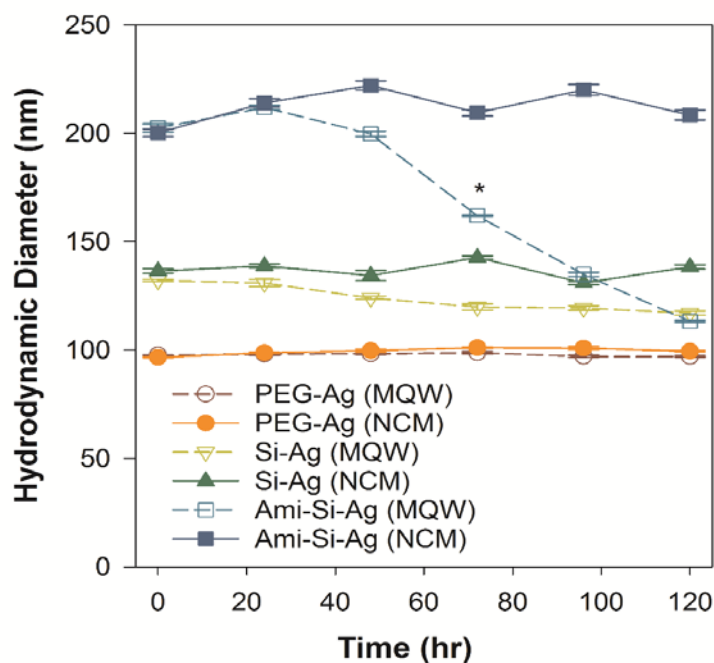 250
200
150
100
50
0
*
PEG-Ag (MQW)
PEG-Ag (NCM)
Si-Ag (MQW)
Si-Ag (NCM)
Ami-Si-Ag (MQW)
Ami-Si-Ag (NCM)
0 20 40 60 80 100 120
Time (hr)
Hydrodynamic Diameter (nm)